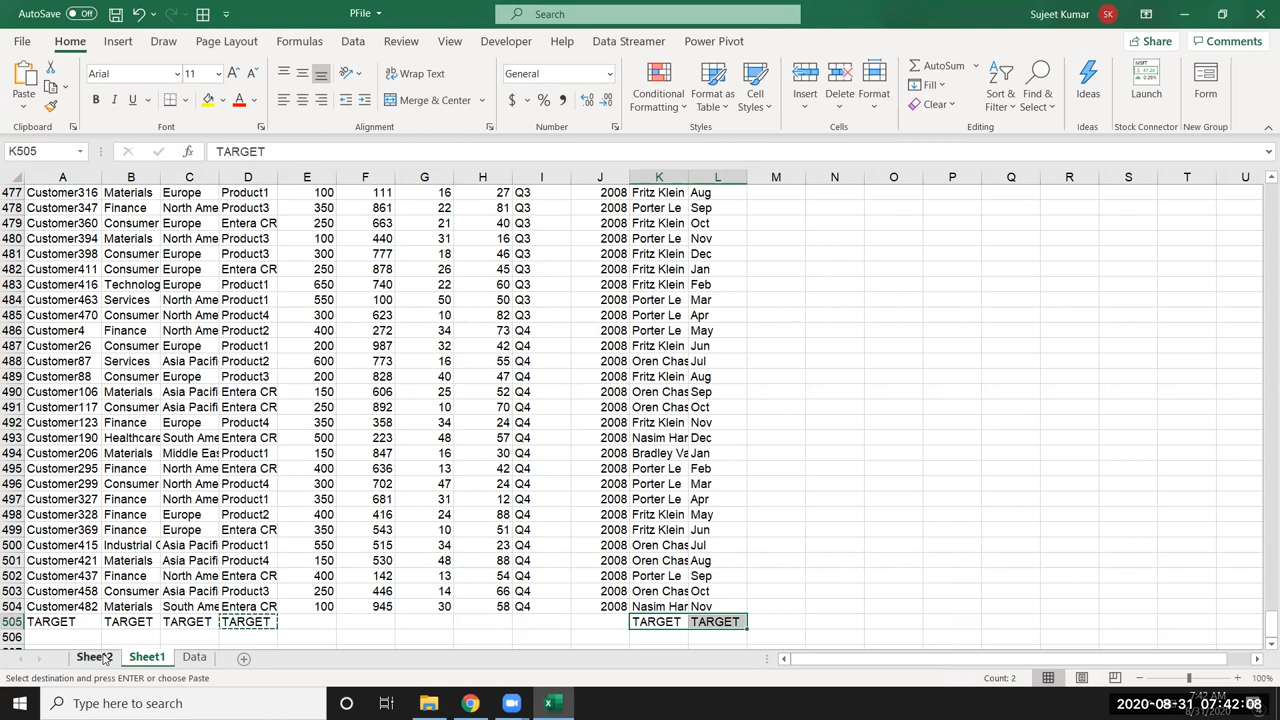 AutoSave Off PFile Search Sujeet Kumar SK
File Home Insert Draw Page Layout Formulas Data Review View Developer Help Data Streamer Power Pivot Share Comments
Arial 11 Wrap Text General AutoSum
Paste Merge & Center Conditional Formatting Format as Table Cell Styles Insert Delete Format Fill Clear Sort & Filter Find & Select Ideas Launch Form
Clipboard Font Alignment Number Styles Cells Editing Ideas Stock Connector New Group
K505 fx TARGET
A B C D E F G H I J K L M N O P Q R S T U
477 Customer316 Materials Europe Product1 100 111 16 27 Q3 2008 Fritz Klein Aug
478 Customer347 Finance North Ame Product3 350 861 22 81 Q3 2008 Porter Le Sep
479 Customer360 Consumer Europe Entera CR 250 663 21 40 Q3 2008 Fritz Klein Oct
480 Customer394 Materials North Ame Product3 100 440 31 16 Q3 2008 Porter Le Nov
481 Customer398 Consumer Europe Product3 300 777 18 46 Q3 2008 Fritz Klein Dec
482 Customer411 Consumer Europe Entera CR 250 878 26 45 Q3 2008 Fritz Klein Jan
483 Customer416 Technolog Europe Product1 650 740 22 60 Q3 2008 Fritz Klein Feb
484 Customer463 Services North Ame Product1 550 100 50 50 Q3 2008 Porter Le Mar
485 Customer470 Consumer North Ame Product4 300 623 10 82 Q3 2008 Porter Le Apr
486 Customer4 Finance North Ame Product2 400 272 34 73 Q4 2008 Porter Le May
487 Customer26 Consumer Europe Product1 200 987 32 42 Q4 2008 Fritz Klein Jun
488 Customer87 Services Asia Pacifi Product2 600 773 16 55 Q4 2008 Oren Chas Jul
489 Customer88 Consumer Europe Product3 200 828 40 47 Q4 2008 Fritz Klein Aug
490 Customer106 Materials Asia Pacifi Entera CR 150 606 25 52 Q4 2008 Oren Chas Sep
491 Customer117 Consumer Asia Pacifi Entera CR 250 892 10 70 Q4 2008 Oren Chas Oct
492 Customer123 Finance Europe Product4 350 358 34 24 Q4 2008 Fritz Klein Nov
493 Customer190 Healthcare South Ame Entera CR 500 223 48 57 Q4 2008 Nasim Har Dec
494 Customer206 Materials Middle Eas Product1 150 847 16 30 Q4 2008 Bradley Va Jan
495 Customer295 Finance North Ame Entera CR 400 636 13 42 Q4 2008 Porter Le Feb
496 Customer299 Consumer North Ame Product4 300 702 47 24 Q4 2008 Porter Le Mar
497 Customer327 Finance North Ame Product1 350 681 31 12 Q4 2008 Porter Le Apr
498 Customer328 Finance Europe Product2 400 416 24 88 Q4 2008 Fritz Klein May
499 Customer369 Finance Europe Entera CR 350 543 10 51 Q4 2008 Fritz Klein Jun
500 Customer415 Industrial C Asia Pacifi Product1 550 515 34 23 Q4 2008 Oren Chas Jul
501 Customer421 Materials Asia Pacifi Product4 150 530 48 88 Q4 2008 Oren Chas Aug
502 Customer437 Finance North Ame Entera CR 400 142 13 54 Q4 2008 Porter Le Sep
503 Customer458 Consumer Asia Pacifi Product3 250 446 14 66 Q4 2008 Oren Chas Oct
504 Customer482 Materials South Ame Entera CR 100 945 30 58 Q4 2008 Nasim Har Nov
505 TARGET TARGET TARGET TARGET TARGET TARGET
506
Sheet2 Sheet1 Data
Select destination and press ENTER or choose Paste Count: 2 100%
Type here to search 7:42 AM
2020-08-31 07:42:08
8/31/2020